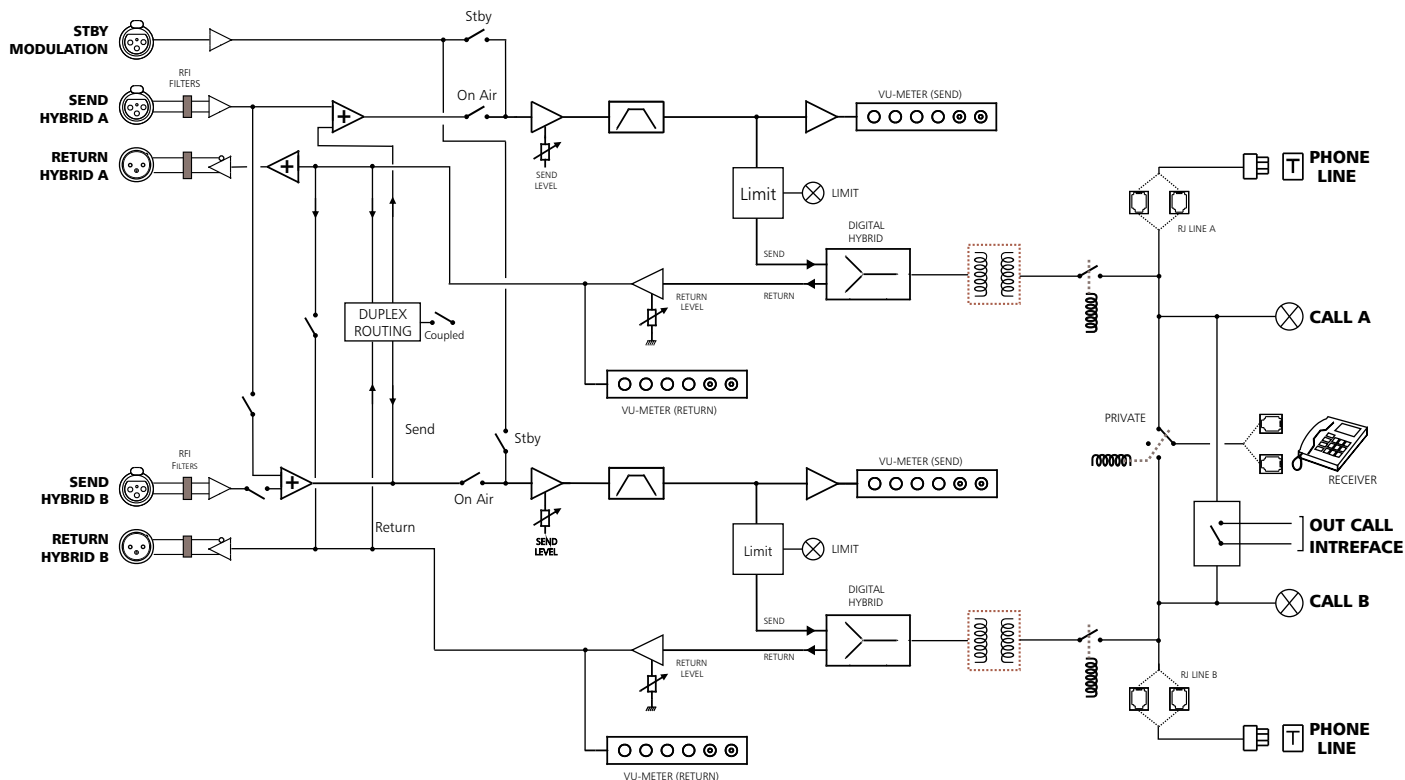 STBY
MODULATION
Stby
RFI
FILTERS
SEND
HYBRID A
On Air
SEND
LEVEL
VU-METER (SEND)
RETURN
HYBRID A
Limit
LIMIT
DIGITAL
HYBRID
SEND
RETURN
RETURN
LEVEL
PHONE
LINE
T
RJ LINE A
DUPLEX
ROUTING
Coupled
CALL A
VU-METER (RETURN)
PRIVATE
RECEIVER
Send
Stby
RFI
FILTERS
SEND
HYBRID B
On Air
SEND
LEVEL
VU-METER (SEND)
RETURN
HYBRID B
Return
Limit
LIMIT
OUT CALL
INTREFACE
DIGITAL
HYBRID
CALL B
SEND
RETURN
RETURN
LEVEL
RJ LINE B
T
PHONE
LINE
VU-METER (RETURN)